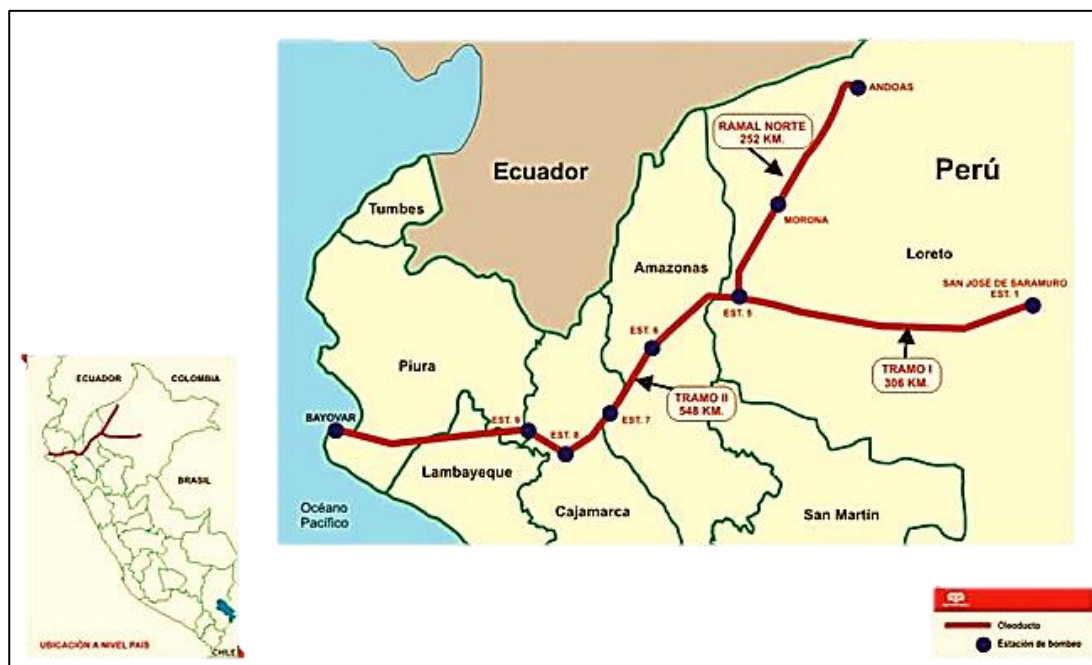 ANDOAS
RAMAL NORTE
252 KM.
Ecuador
Perú
Tumbes
MORONA
Amazonas
Loreto
SAN JOSÉ DE SARAMURO
EST. 1
EST. 5
EST. 6
Piura
TRAMO I
306 KM.
TRAMO II
548 KM.
BAYOVAR
EST. 9
EST. 8
EST. 7
Lambayeque
Océano
Pacífico
Cajamarca
San Martín
ECUADOR
COLOMBIA
BRASIL
UBICACIÓN A NIVEL PAÍS
CHILE
Oleoducto
Estación de bombeo